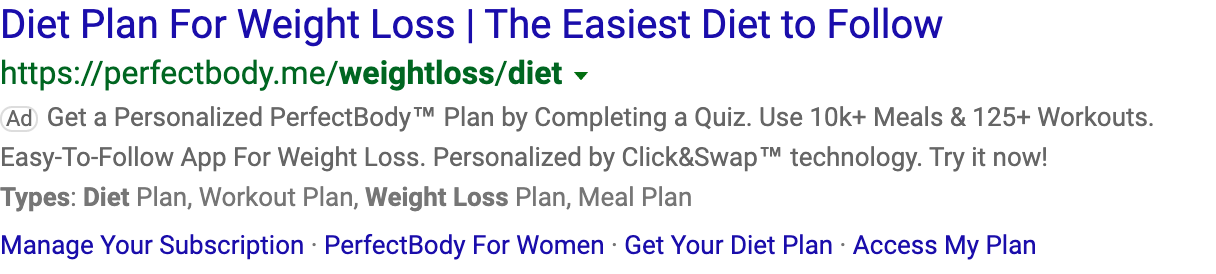 Diet Plan For Weight Loss | The Easiest Diet to Follow
https://perfectbody.me/weightloss/diet
Ad Get a Personalized PerfectBody™ Plan by Completing a Quiz. Use 10k+ Meals & 125+ Workouts.
Easy-To-Follow App For Weight Loss. Personalized by Click&Swap™ technology. Try it now!
Types: Diet Plan, Workout Plan, Weight Loss Plan, Meal Plan
Manage Your Subscription · PerfectBody For Women · Get Your Diet Plan · Access My Plan